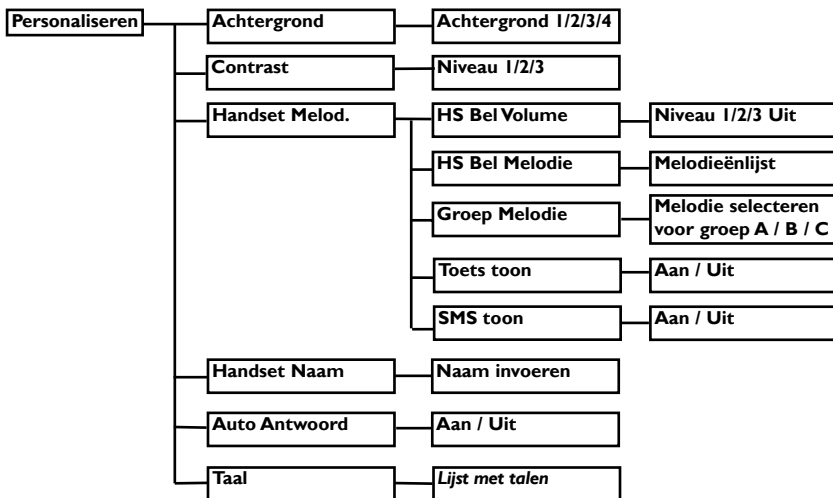 Personaliseren
Achtergrond
Achtergrond 1/2/3/4
Contrast
Niveau 1/2/3
Handset Melod.
HS Bel Volume
Niveau 1/2/3 Uit
HS Bel Melodie
Melodieënlijst
Groep Melodie
Melodie selecteren
voor groep A / B / C
Toets toon
Aan / Uit
SMS toon
Aan / Uit
Handset Naam
Naam invoeren
Auto Antwoord
Aan / Uit
Taal
Lijst met talen